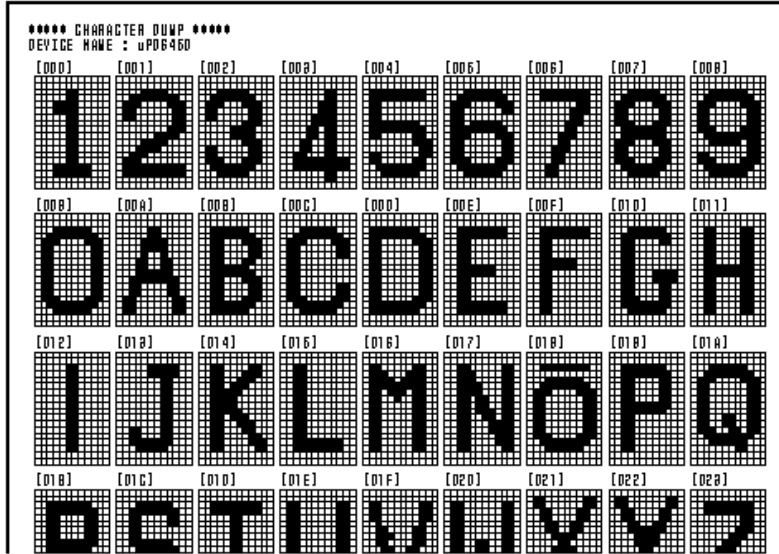 ***** CHARACTER DUMP *****
DEVICE NAME : uPD6450
[000] [001] [002] [003] [004] [005] [006] [007] [008]
1 2 3 4 5 6 7 8 9
[009] [00A] [00B] [00C] [00D] [00E] [00F] [010] [011]
0 A B C D E F G H
[012] [013] [014] [015] [016] [017] [018] [019] [01A]
I J K L M N Ō P Q
[01B] [01C] [01D] [01E] [01F] [020] [021] [022] [023]